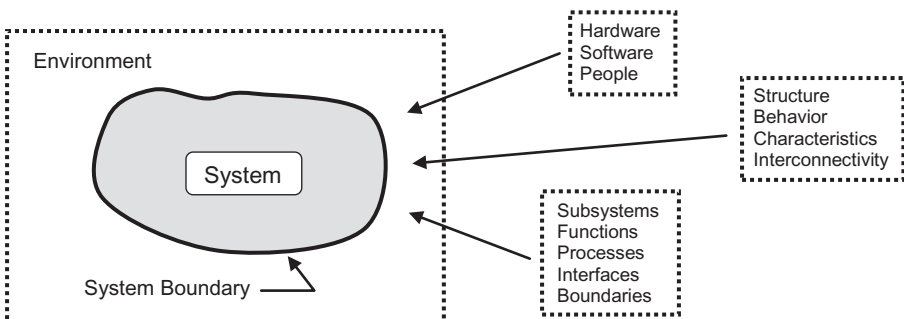 Environment
System
System Boundary
Hardware
Software
People
Structure
Behavior
Characteristics
Interconnectivity
Subsystems
Functions
Processes
Interfaces
Boundaries